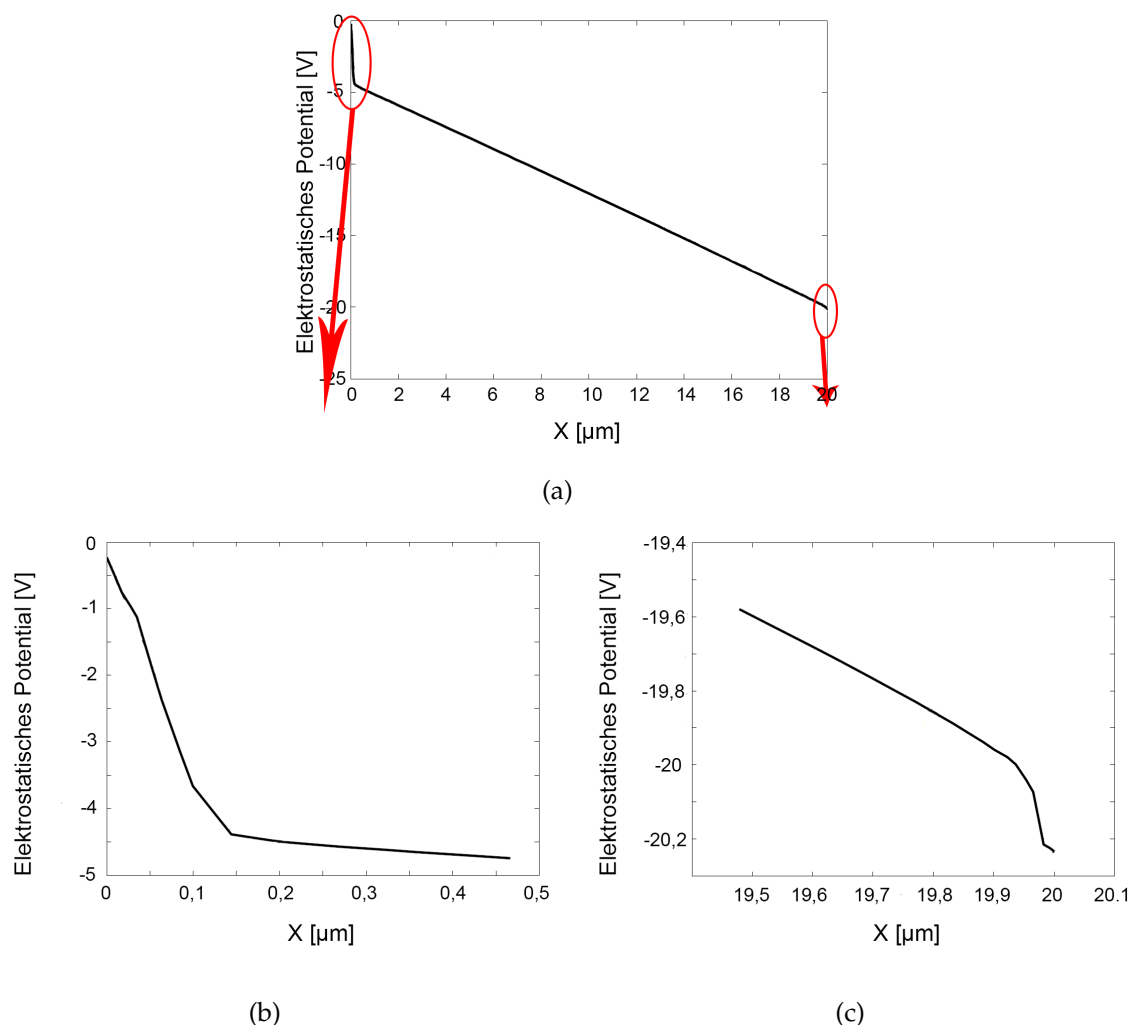 Elektrostatisches Potential [V]
0
-5
-10
-15
-20
-25
0 2 4 6 8 10 12 14 16 18 20
X [µm]
(a)
Elektrostatisches Potential [V]
0
-1
-2
-3
-4
-5
0 0,1 0,2 0,3 0,4 0,5
X [µm]
(b)
Elektrostatisches Potential [V]
-19,4
-19,6
-19,8
-20
-20,2
19,5 19,6 19,7 19,8 19,9 20 20.1
X [µm]
(c)